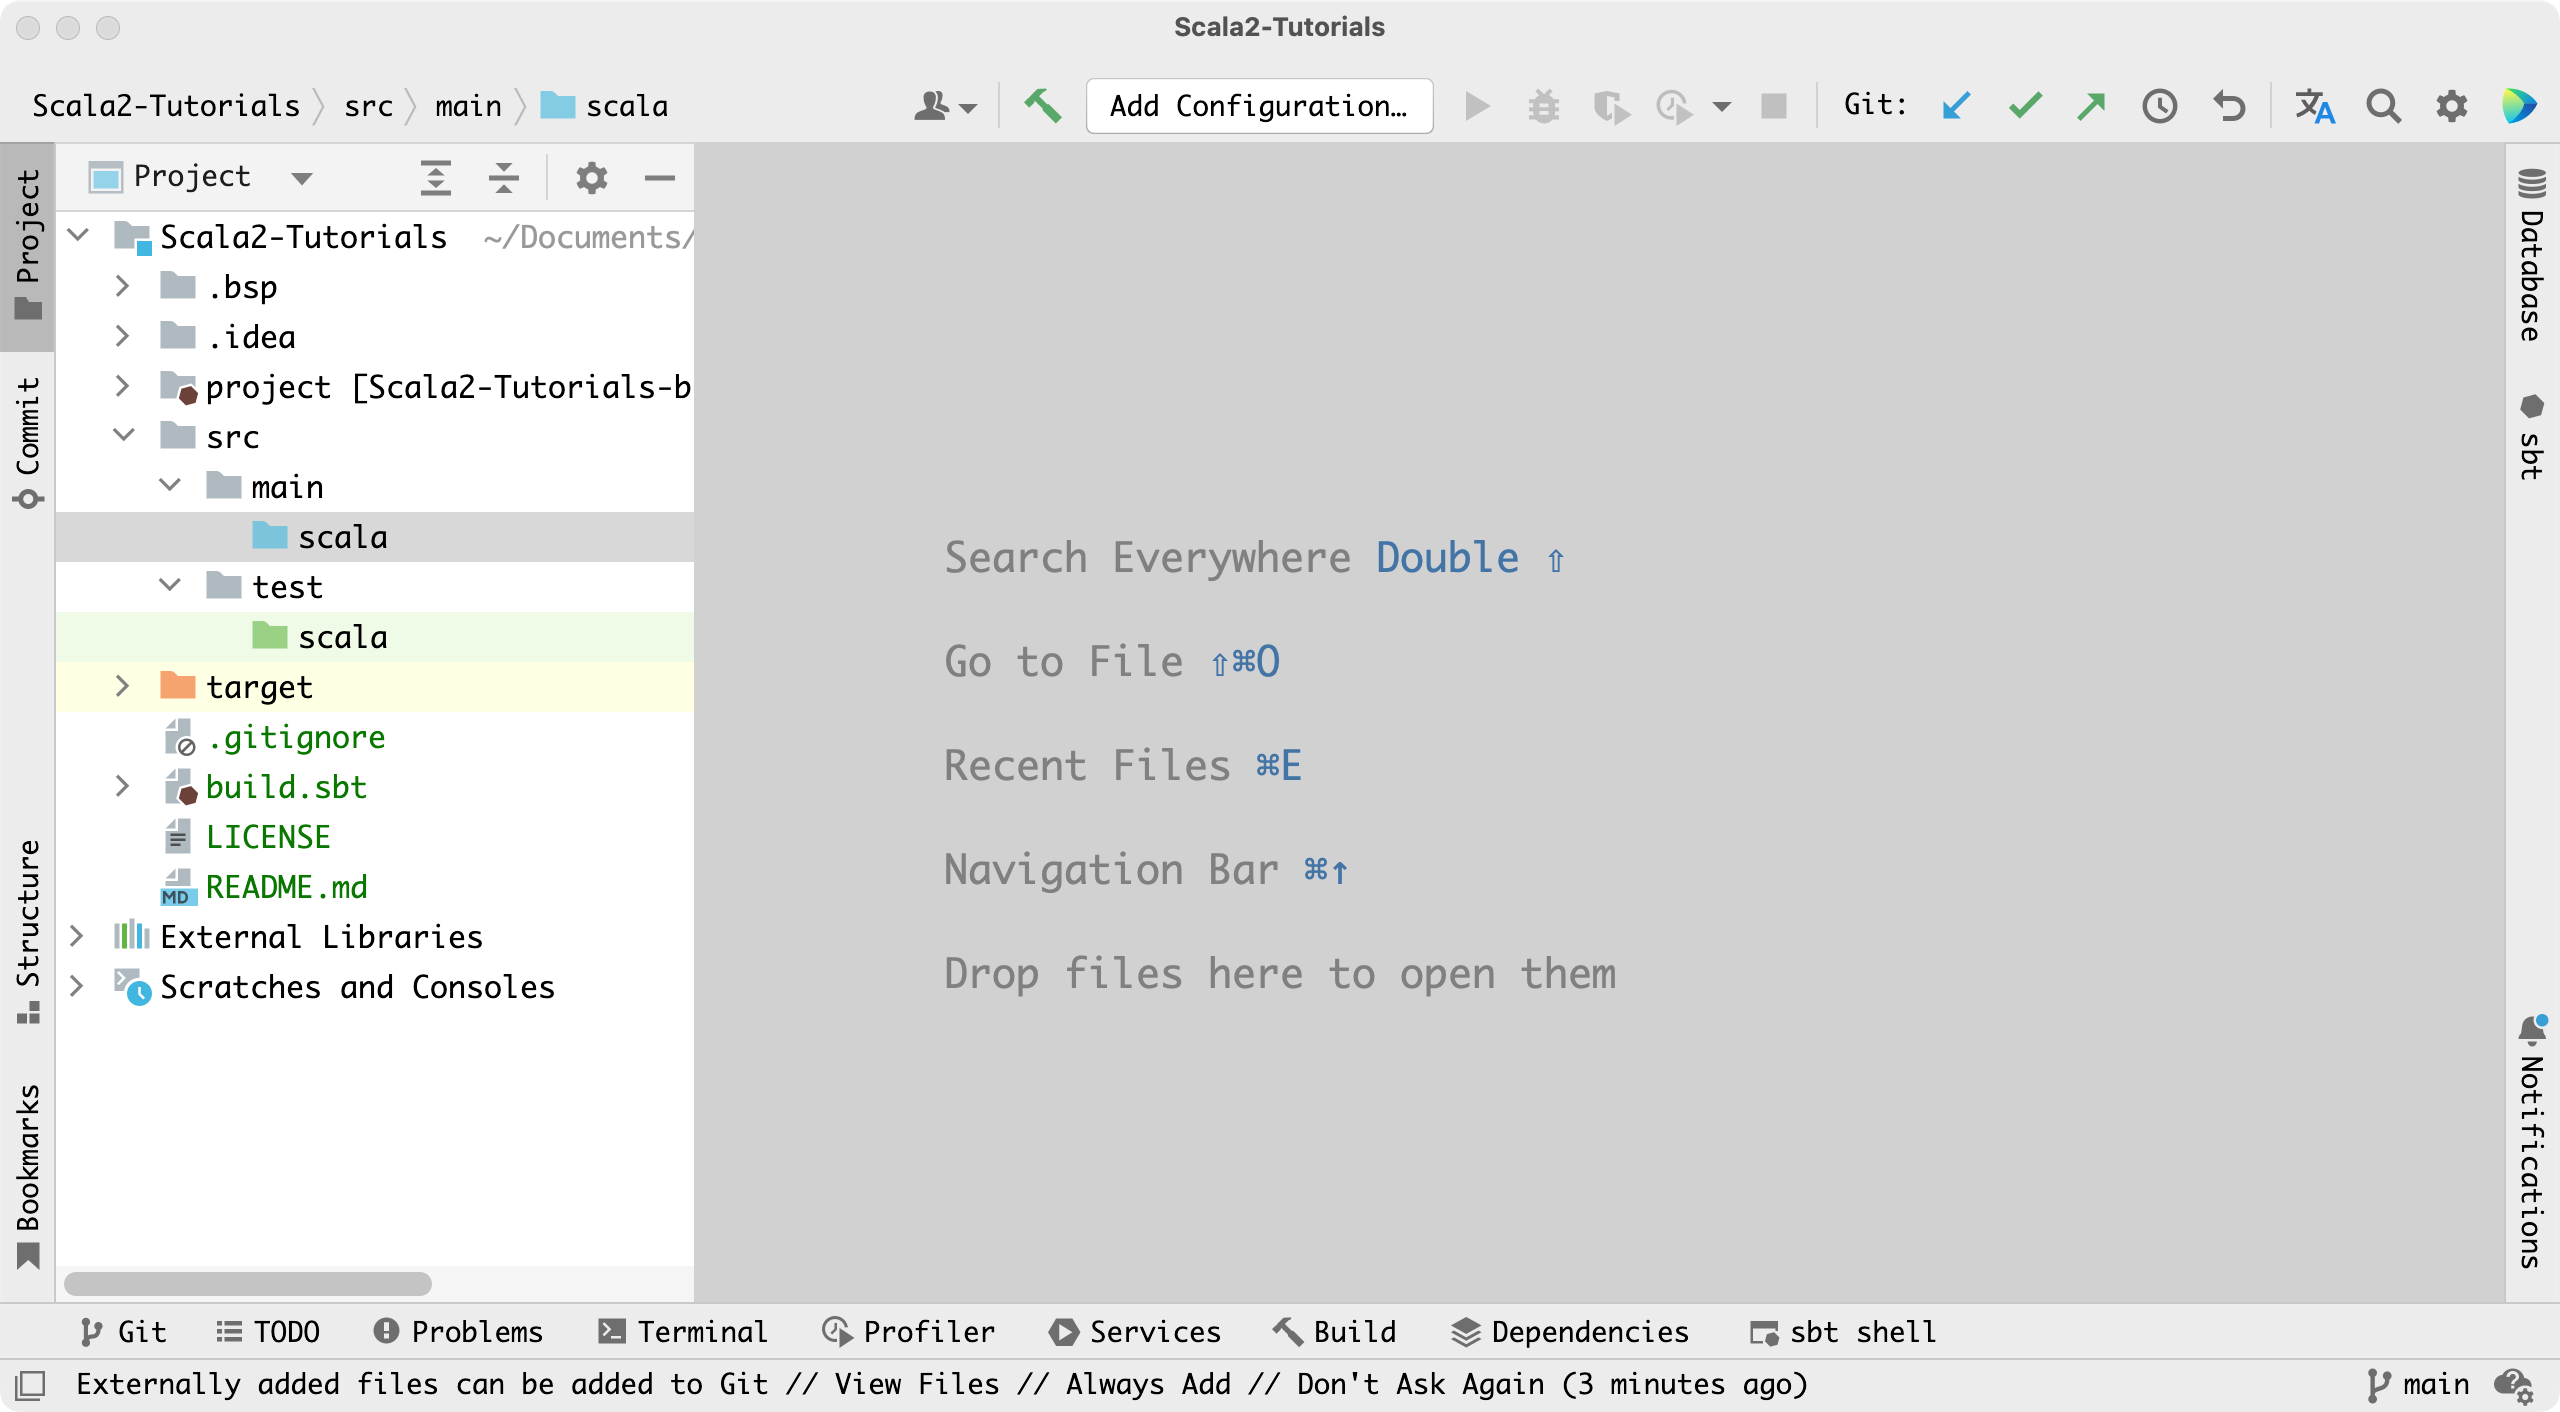 Scala2-Tutorials
Scala2-Tutorials src main scala
Add Configuration…
Git:
Project
Project
Commit
Structure
Bookmarks
Scala2-Tutorials ~/Documents/
.bsp
.idea
project [Scala2-Tutorials-b
src
main
scala
test
scala
target
.gitignore
build.sbt
LICENSE
MD README.md
External Libraries
Scratches and Consoles
Search Everywhere Double ⇧
Go to File ⇧⌘O
Recent Files ⌘E
Navigation Bar ⌘↑
Drop files here to open them
Database
sbt
Notifications
Git TODO Problems Terminal Profiler Services Build Dependencies sbt shell
Externally added files can be added to Git // View Files // Always Add // Don't Ask Again (3 minutes ago)
main